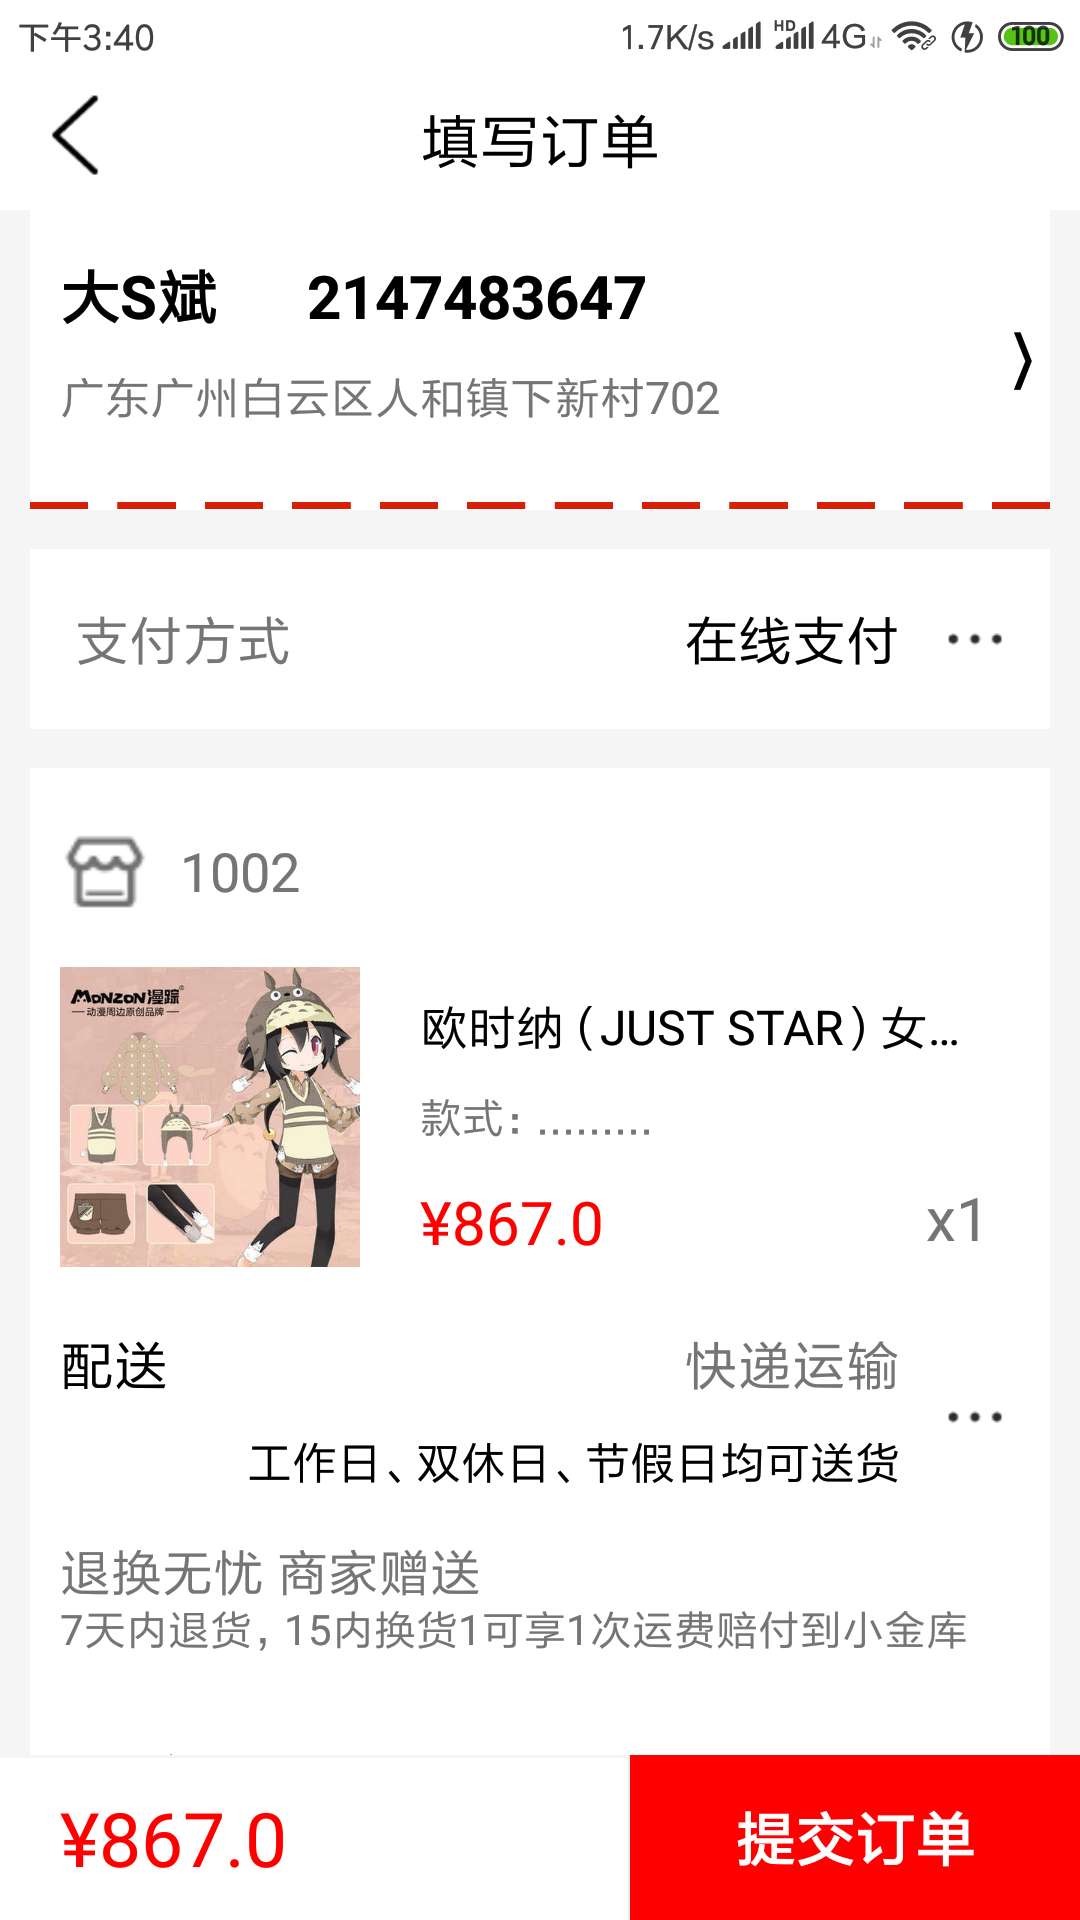 下午3:40
1.7K/s HD 4G 100
填写订单
大S斌 2147483647
广东广州白云区人和镇下新村702
支付方式 在线支付
1002
MONZON漫踪
动漫周边原创品牌
欧时纳（JUST STAR）女...
款式：.........
¥867.0 x1
配送 快递运输
工作日、双休日、节假日均可送货
退换无忧 商家赠送
7天内退货，15内换货1可享1次运费赔付到小金库
¥867.0 提交订单